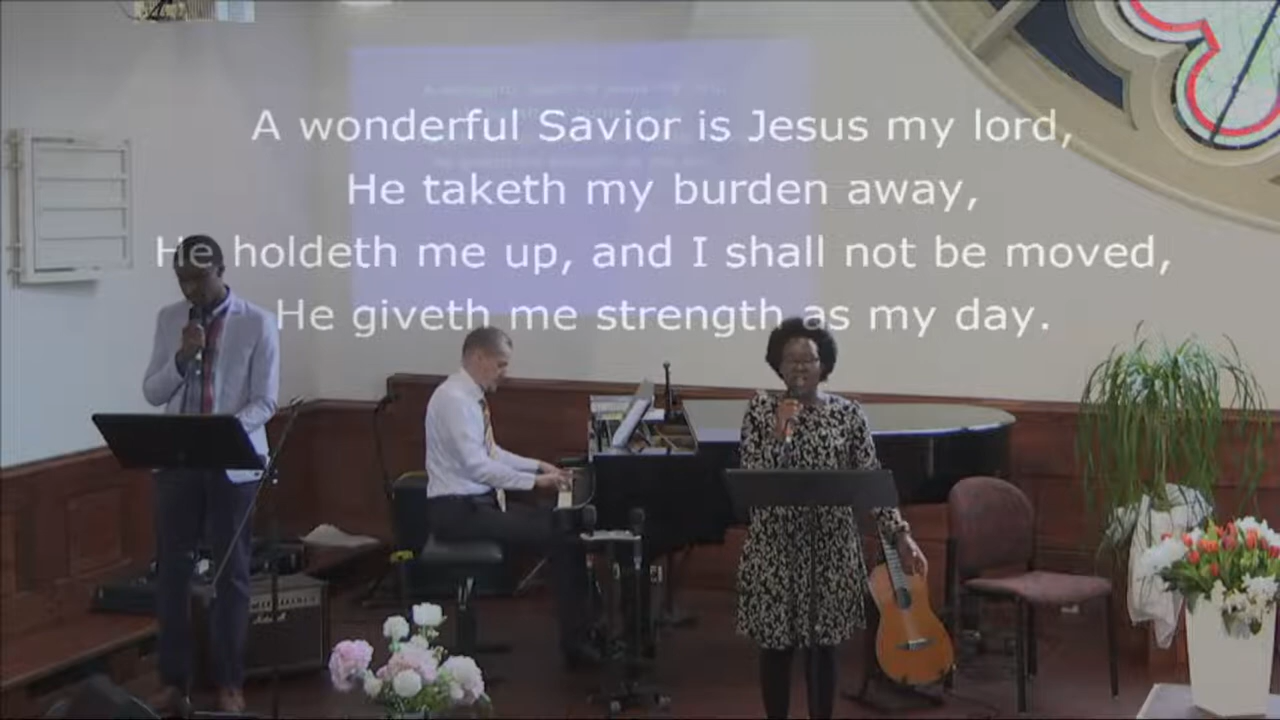 A wonderful Savior is Jesus my lord,
He taketh my burden away,
He holdeth me up, and I shall not be moved,
He giveth me strength as my day.